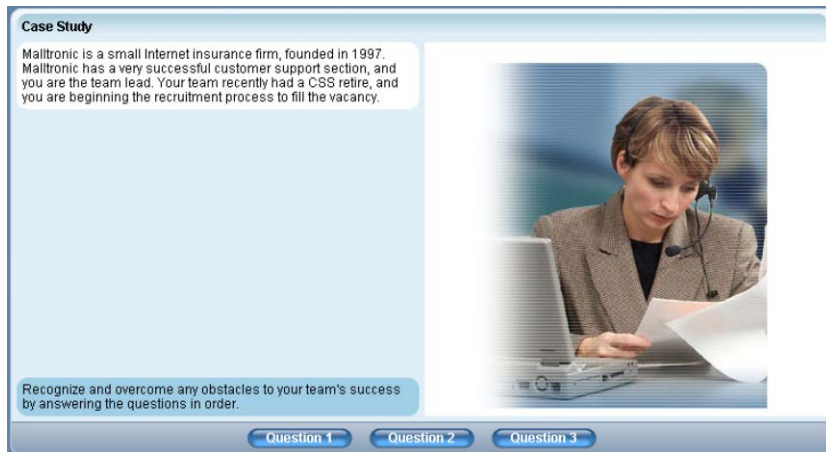 Case Study
Malltronic is a small Internet insurance firm, founded in 1997.
Malltronic has a very successful customer support section, and
you are the team lead. Your team recently had a CSS retire, and
you are beginning the recruitment process to fill the vacancy.
Recognize and overcome any obstacles to your team's success
by answering the questions in order.
Question 1 Question 2 Question 3